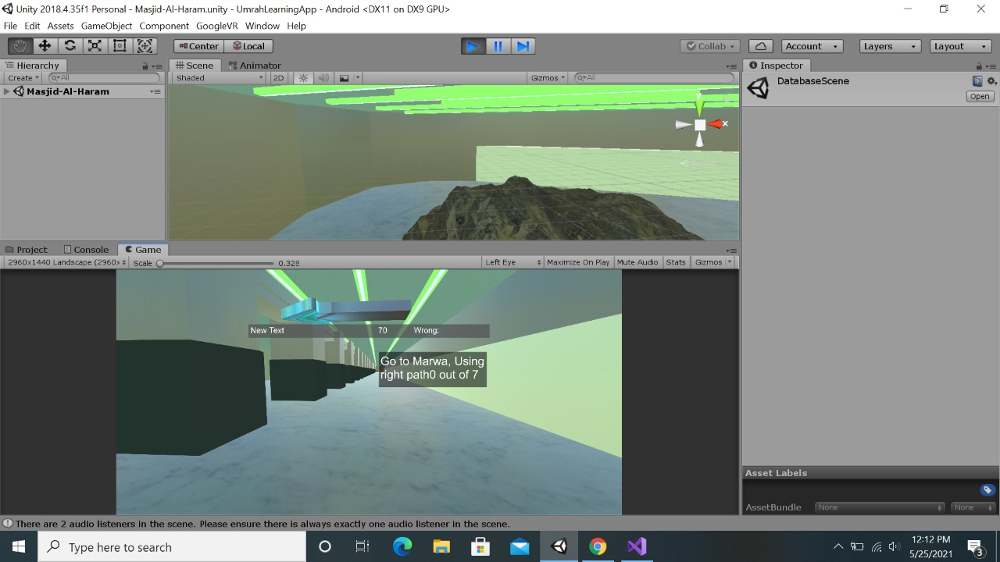 Unity 2018.4.35f1 Personal - Masjid-Al-Haram.unity - UmrahLearningApp - Android <DX11 on DX9 GPU>
File Edit Assets GameObject Component GoogleVR Window Help
Center Local Collab Account Layers Layout
Hierarchy Scene Animator Inspector
Create All Shaded 2D Gizmos All
DatabaseScene
Open
Masjid-Al-Haram
y
x
Project Console Game
2960x1440 Landscape (2960x Scale 0.328 Left Eye Maximize On Play Mute Audio Stats Gizmos
New Text 70 Wrong:
Go to Marwa, Using
right path0 out of 7
Asset Labels
AssetBundle None None
There are 2 audio listeners in the scene. Please ensure there is always exactly one audio listener in the scene.
Type here to search
12:12 PM
5/25/2021
3